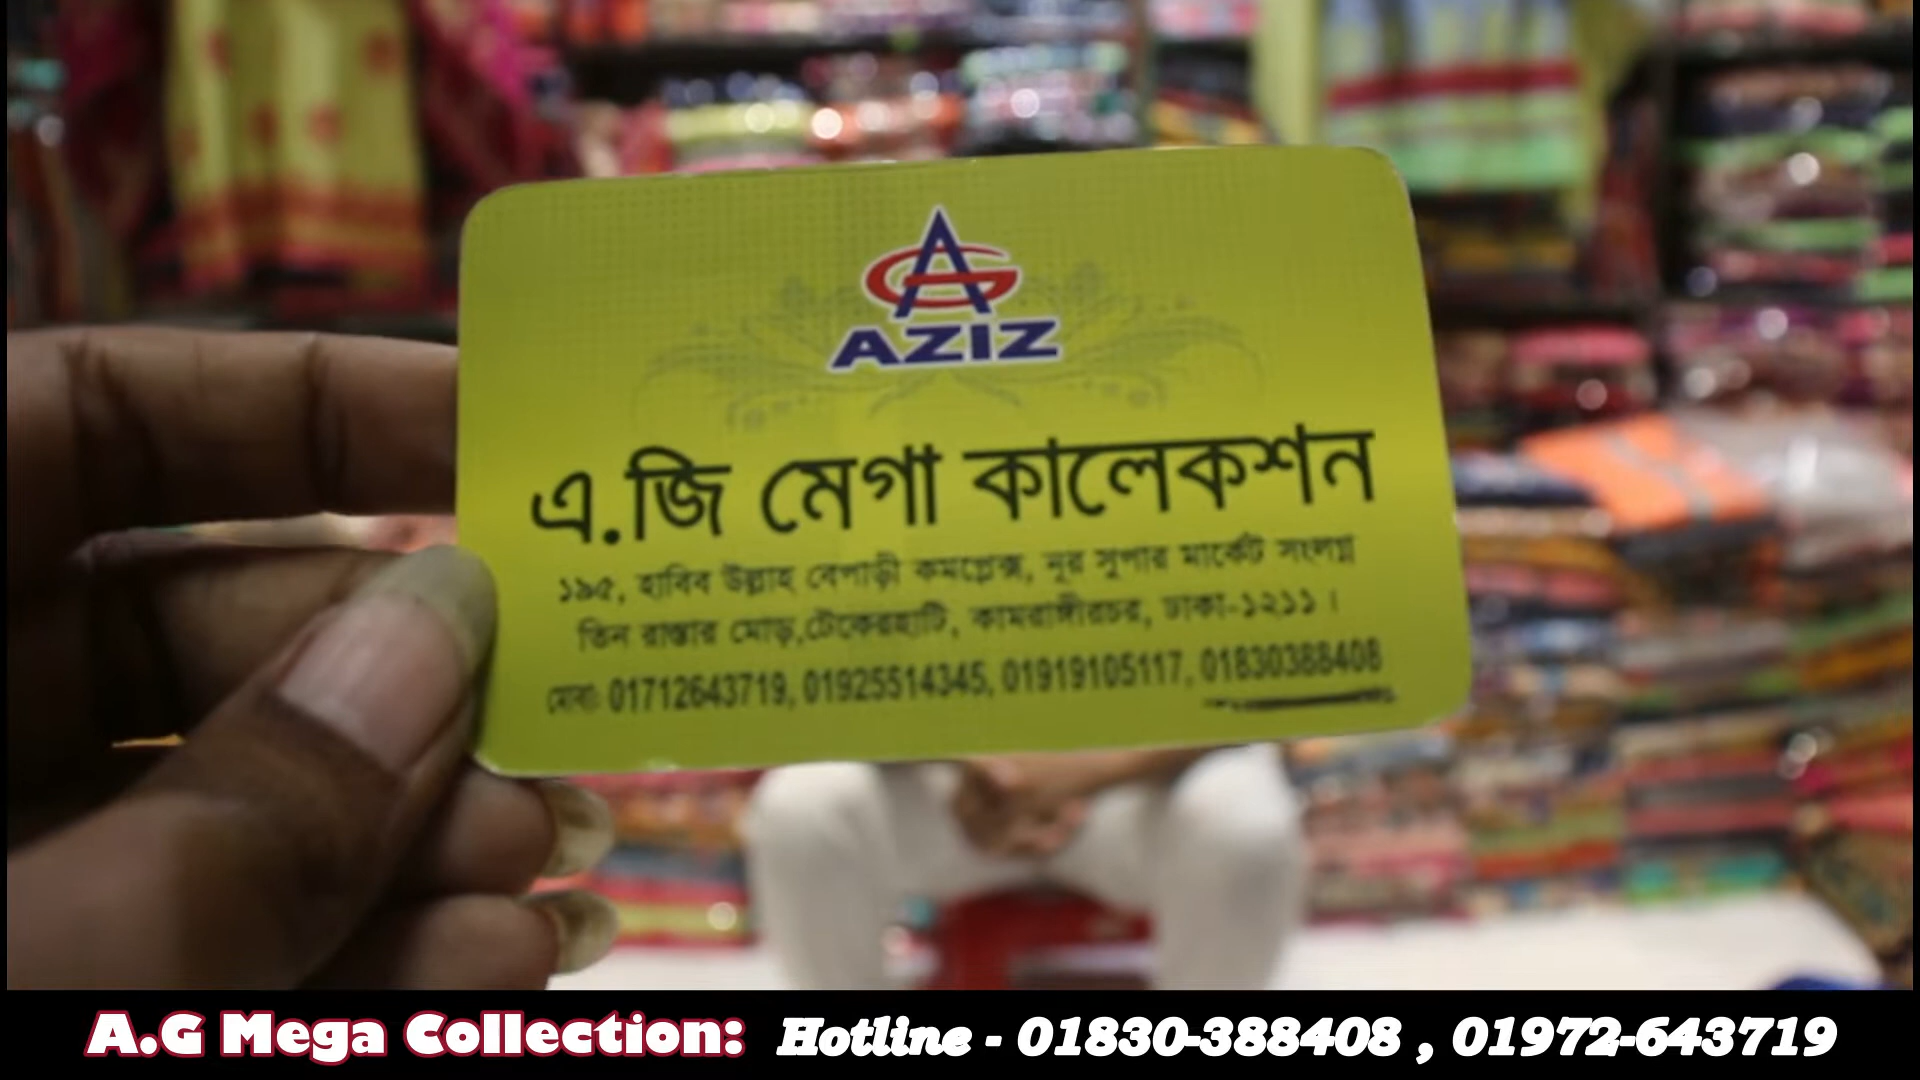 AG
AZIZ
এ.জি মেগা কালেকশন
১৯৫, হাবিব উল্লাহ বেপাড়ী কমপ্লেক্স, নূর সুপার মার্কেট সংলগ্ন
তিন রাস্তার মোড়,টেকেরহাটি, কামরাঙ্গীরচর, ঢাকা-১২১১।
মোবাঃ 01712643719, 01925514345, 01919105117, 01830388408
A.G Mega Collection: Hotline - 01830-388408 , 01972-643719